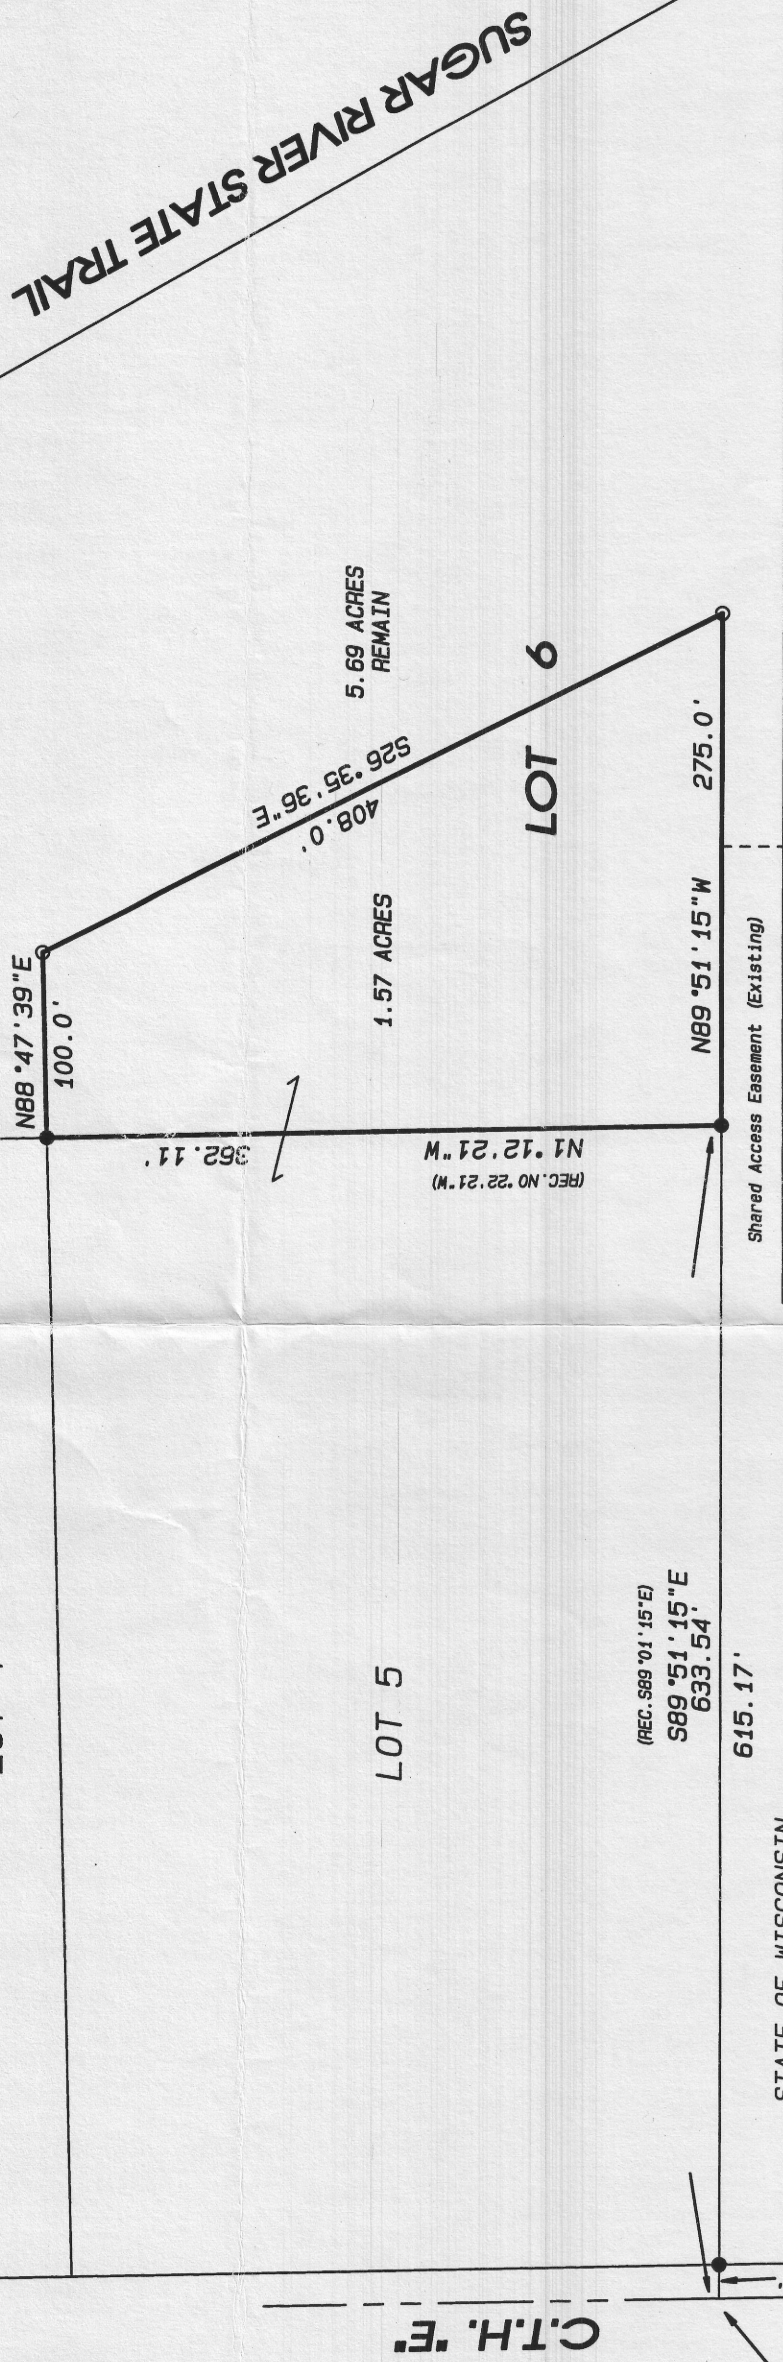 SUGAR RIVER STATE TRAIL
5.69 ACRES
REMAIN
S26°35'36"E
408.0'
LOT 6
N88°47'39"E
100.0'
1.57 ACRES
275.0'
N89°51'15"W
362.11'
N1°12'21"W
(REC.N0°22'21"W)
Shared Access Easement (Existing)
LOT 5
(REC.S89°01'15"E)
S89°51'15"E
633.54'
615.17'
STATE OF WISCONSIN
C.T.H. "E"